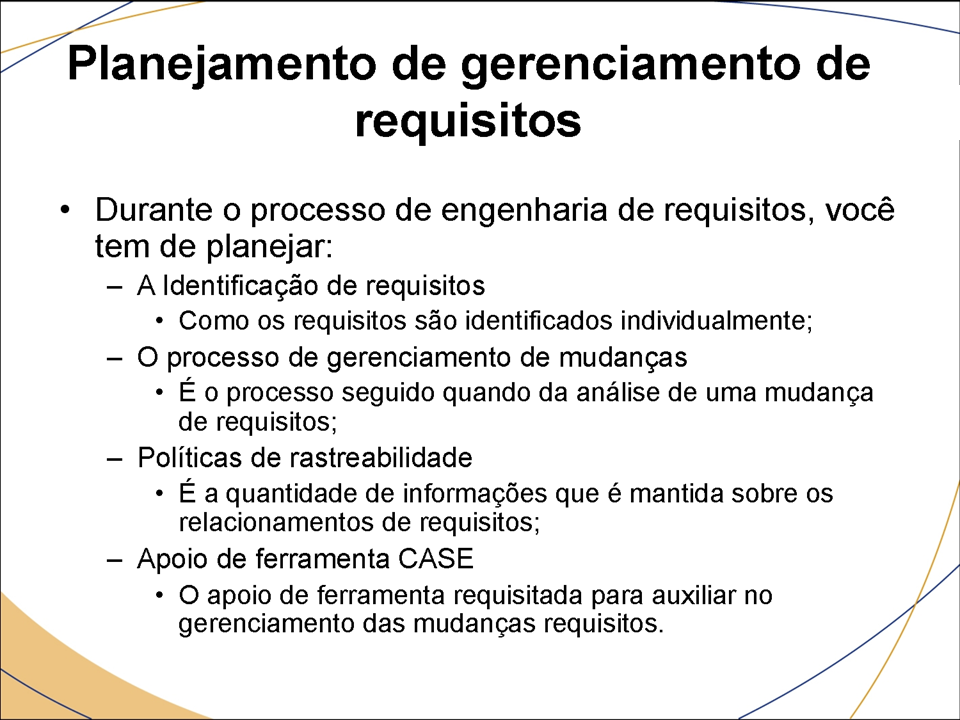 Planejamento de gerenciamento de
requisitos
• Durante o processo de engenharia de requisitos, você
tem de planejar:
– A Identificação de requisitos
• Como os requisitos são identificados individualmente;
– O processo de gerenciamento de mudanças
• É o processo seguido quando da análise de uma mudança
de requisitos;
– Políticas de rastreabilidade
• É a quantidade de informações que é mantida sobre os
relacionamentos de requisitos;
– Apoio de ferramenta CASE
• O apoio de ferramenta requisitada para auxiliar no
gerenciamento das mudanças requisitos.